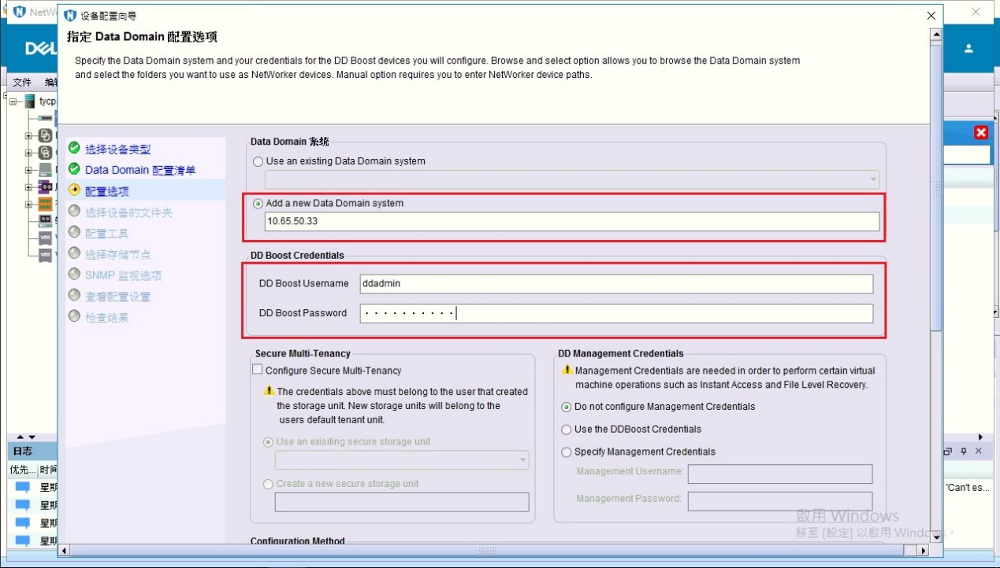 NetW
设备配置向导
DELL
指定 Data Domain 配置选项
Specify the Data Domain system and your credentials for the DD Boost devices you will configure. Browse and select option allows you to browse the Data Domain system
and select the folders you want to use as NetWorker devices. Manual option requires you to enter NetWorker device paths.
文件
编辑
tycp
选择设备类型
Data Domain 配置清单
配置选项
选择设备的文件夹
配置工具
选择存储节点
SNMP 监视选项
查看配置设置
检查结果
Data Domain 系统
Use an existing Data Domain system
Add a new Data Domain system
10.65.50.33
DD Boost Credentials
DD Boost Username
ddadmin
DD Boost Password
· · · · · · · · · ·
Secure Multi-Tenancy
Configure Secure Multi-Tenancy
The credentials above must belong to the user that created
the storage unit. New storage units will belong to the
users default tenant unit.
Use an exisiting secure storage unit
Create a new secure storage unit
DD Management Credentials
Management Credentials are needed in order to perform certain virtual
machine operations such as Instant Access and File Level Recovery.
Do not configure Management Credentials
Use the DDBoost Credentials
Specify Management Credentials
Management Username:
Management Password:
Configuration Method
日志
优先... 时间
星期
星期
星期
星期
'Can't es...
啟用 Windows
移至 [設定] 以啟用 Windows。